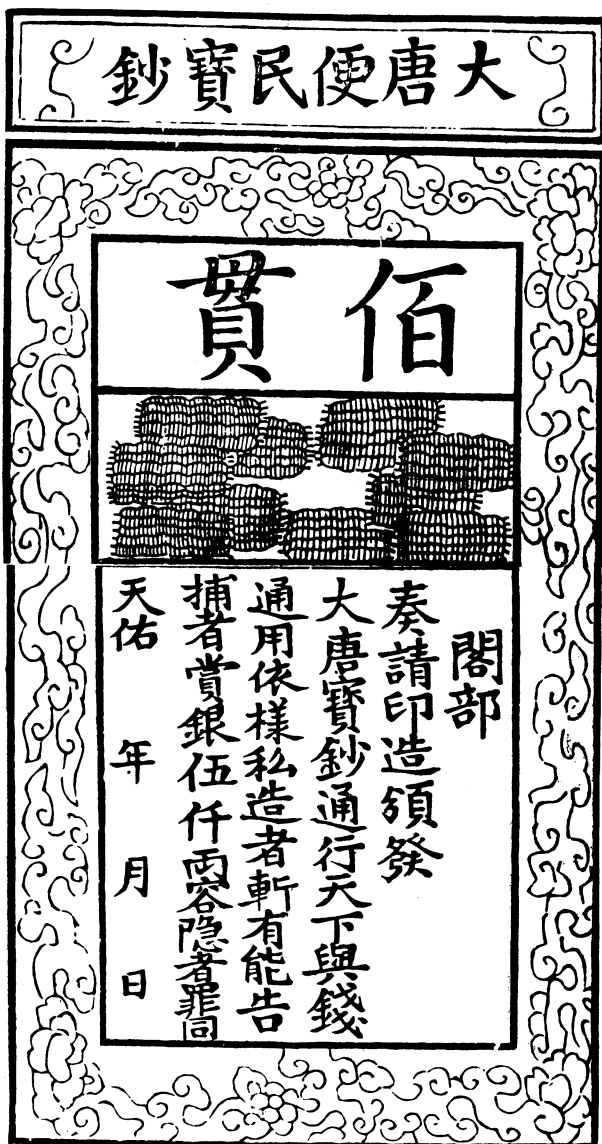 大唐便民寶鈔
佰貫
閣部
奏請印造頒發
大唐寶鈔通行天下與錢
通用依樣私造者斬有能告
捕者賞銀伍仟両容隐者罪同
天佑 年 月 日